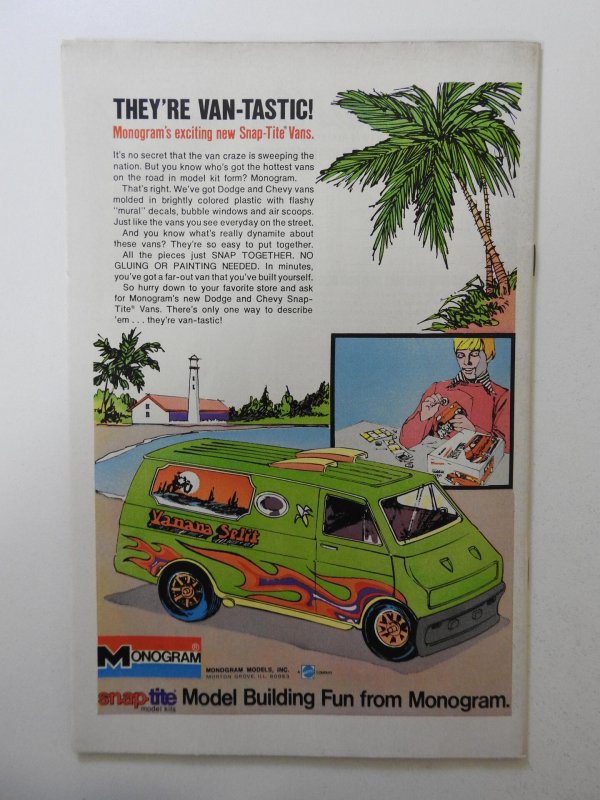 THEY'RE VAN-TASTIC!
Monogram's exciting new Snap-Tite® Vans.
It's no secret that the van craze is sweeping the
nation. But you know who's got the hottest vans
on the road in model kit form? Monogram.
That's right. We've got Dodge and Chevy vans
molded in brightly colored plastic with flashy
"mural" decals, bubble windows and air scoops.
Just like the vans you see everyday on the street.
And you know what's really dynamite about
these vans? They're so easy to put together.
All the pieces just SNAP TOGETHER. NO
GLUING OR PAINTING NEEDED. In minutes,
you've got a far-out van that you've built yourself.
So hurry down to your favorite store and ask
for Monogram's new Dodge and Chevy Snap-
Tite® Vans. There's only one way to describe
'em . . . they're van-tastic!
Vanana Split
MONOGRAM®
MONOGRAM MODELS, INC.
MORTON GROVE, ILL. 60053
A COMPANY
snap-tite
model kits
Model Building Fun from Monogram.